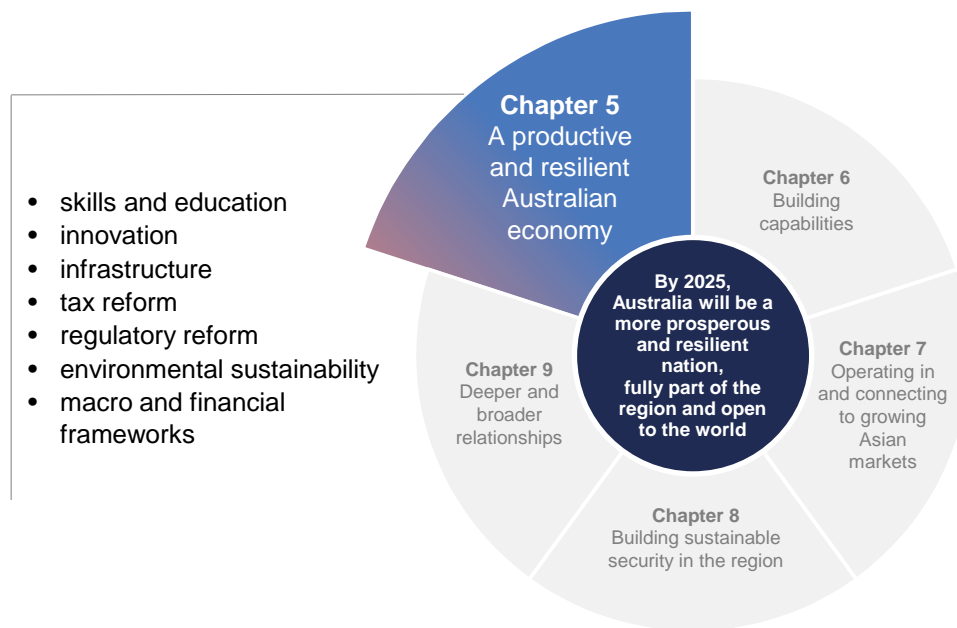 Chapter 5
A productive
and resilient
Australian
economy
• skills and education
• innovation
• infrastructure
• tax reform
• regulatory reform
• environmental sustainability
• macro and financial
frameworks
Chapter 6
Building
capabilities
By 2025,
Australia will be a
more prosperous
and resilient
nation,
fully part of the
region and open
to the world
Chapter 7
Operating in
and connecting
to growing
Asian
markets
Chapter 8
Building sustainable
security in the region
Chapter 9
Deeper and
broader
relationships